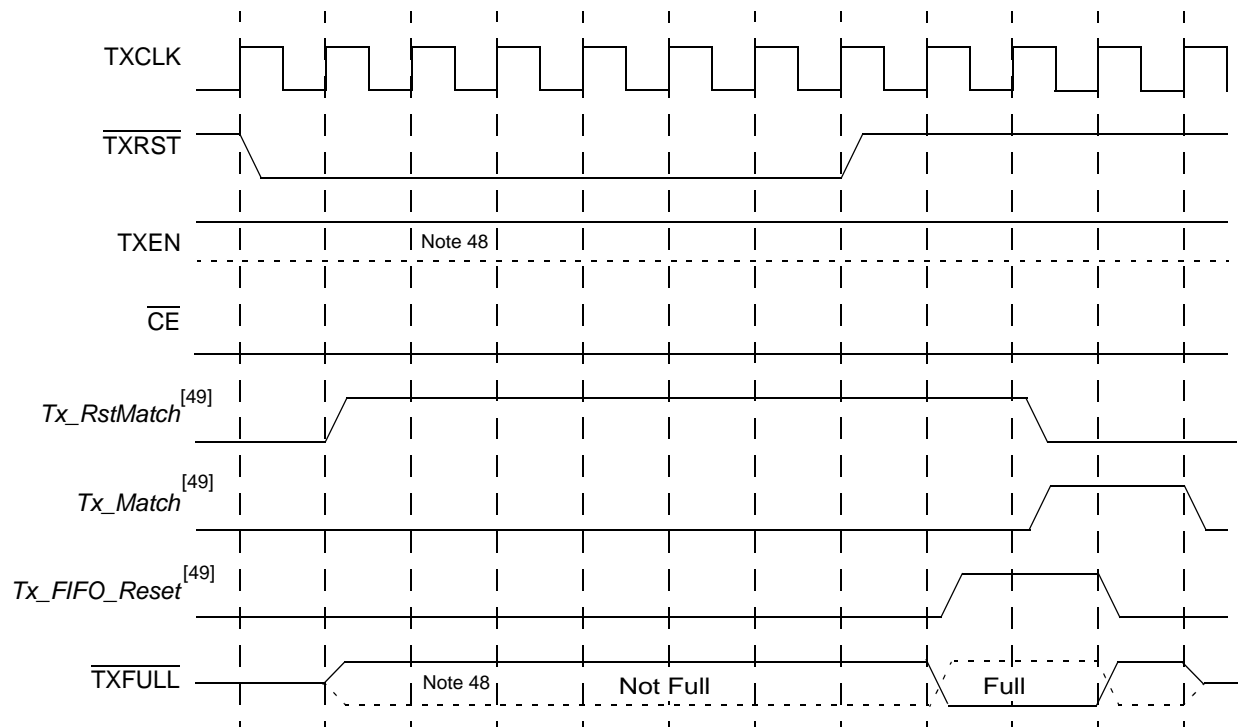 TXCLK
TXRST
TXEN
Note 48
CE
Tx_RstMatch[49]
Tx_Match[49]
Tx_FIFO_Reset[49]
TXFULL
Note 48
Not Full
Full